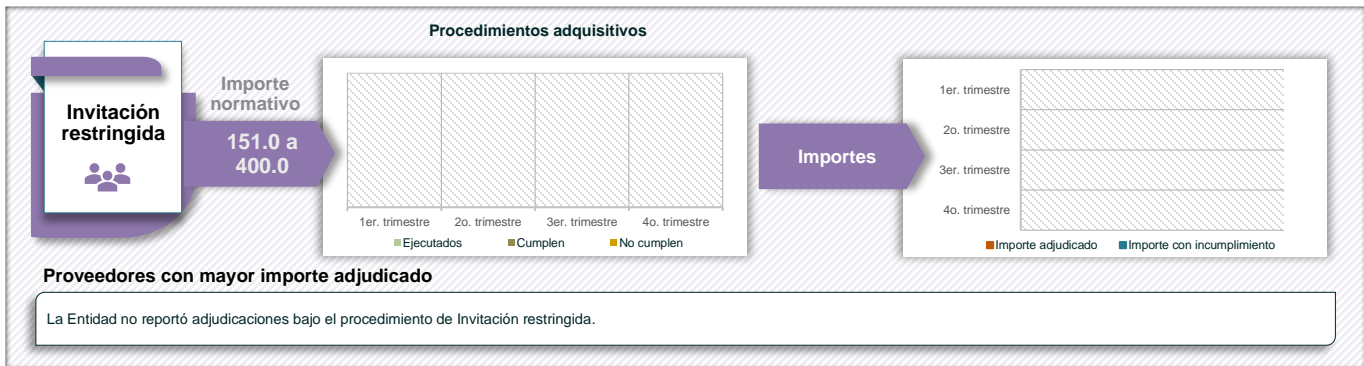 Procedimientos adquisitivos
Invitación
restringida
Importe
normativo
151.0 a
400.0
1er. trimestre 2o. trimestre 3er. trimestre 4o. trimestre
Ejecutados Cumplen No cumplen
Importes
1er. trimestre
2o. trimestre
3er. trimestre
4o. trimestre
Importe adjudicado Importe con incumplimiento
Proveedores con mayor importe adjudicado
La Entidad no reportó adjudicaciones bajo el procedimiento de Invitación restringida.